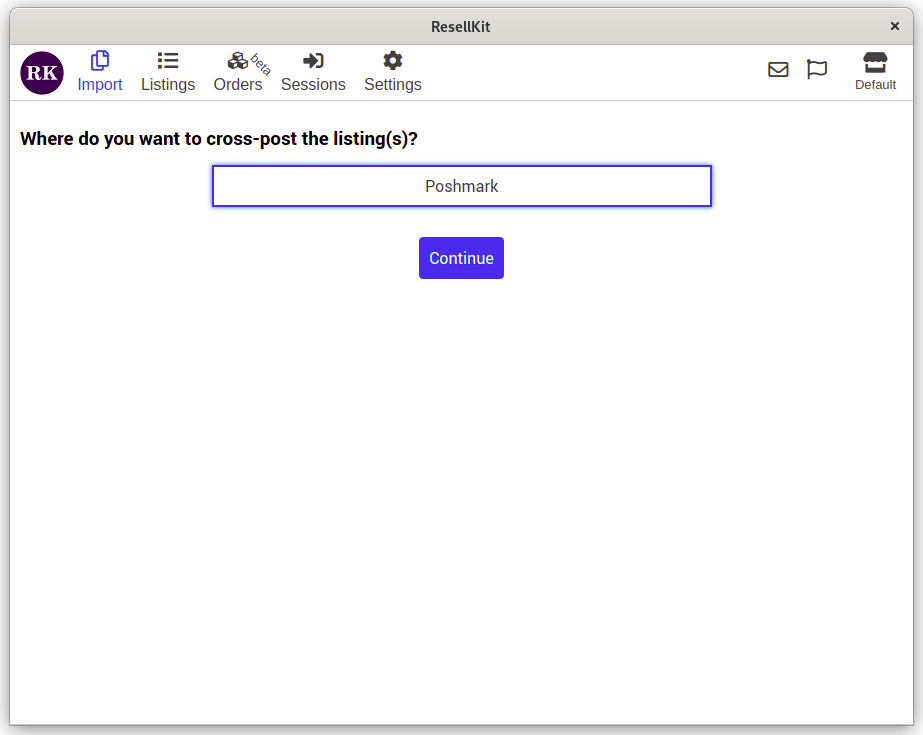 ResellKit
RK
Import
Listings
Orders
beta
Sessions
Settings
Default
Where do you want to cross-post the listing(s)?
Poshmark
Continue